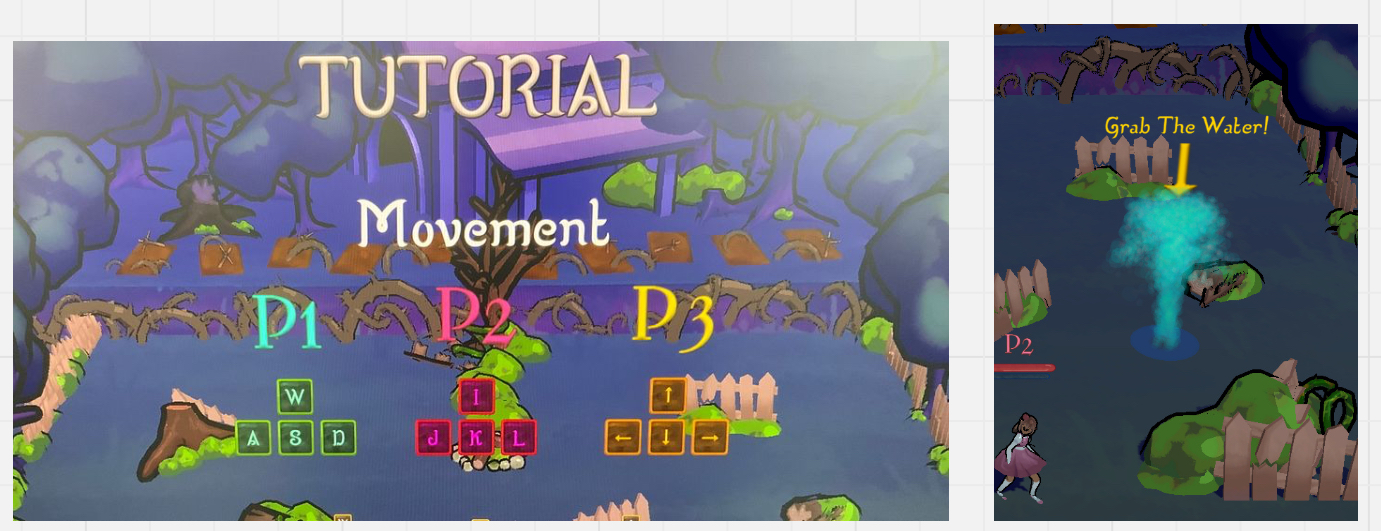 TUTORIAL
Movement
P1 P2 P3
W I ↑
A S D J K L ← ↓ →
Grab The Water!
P2